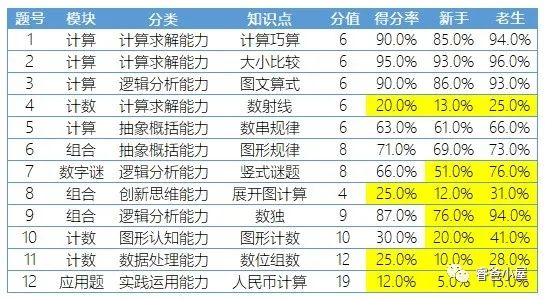 题号 模块 分类 知识点 分值 得分率 新手 老生
1 计算 计算求解能力 计算巧算 6 90.0% 85.0% 94.0%
2 计算 计算求解能力 大小比较 6 95.0% 93.0% 96.0%
3 计算 逻辑分析能力 图文算式 6 90.0% 86.0% 93.0%
4 计数 计算求解能力 数射线 6 20.0% 13.0% 25.0%
5 计算 抽象概括能力 数串规律 6 63.0% 61.0% 66.0%
6 组合 抽象概括能力 图形规律 8 71.0% 69.0% 73.0%
7 数字谜 逻辑分析能力 竖式谜题 8 66.0% 51.0% 76.0%
8 组合 创新思维能力 展开图计算 4 25.0% 12.0% 31.0%
9 组合 逻辑分析能力 数独 9 87.0% 76.0% 94.0%
10 计数 图形认知能力 图形计数 10 30.0% 20.0% 41.0%
11 计数 数据处理能力 数位组数 12 25.0% 10.0% 28.0%
12 应用题 实践运用能力 人民币计算 19 12.0% 5.0% 15.0%
睿爸小屋